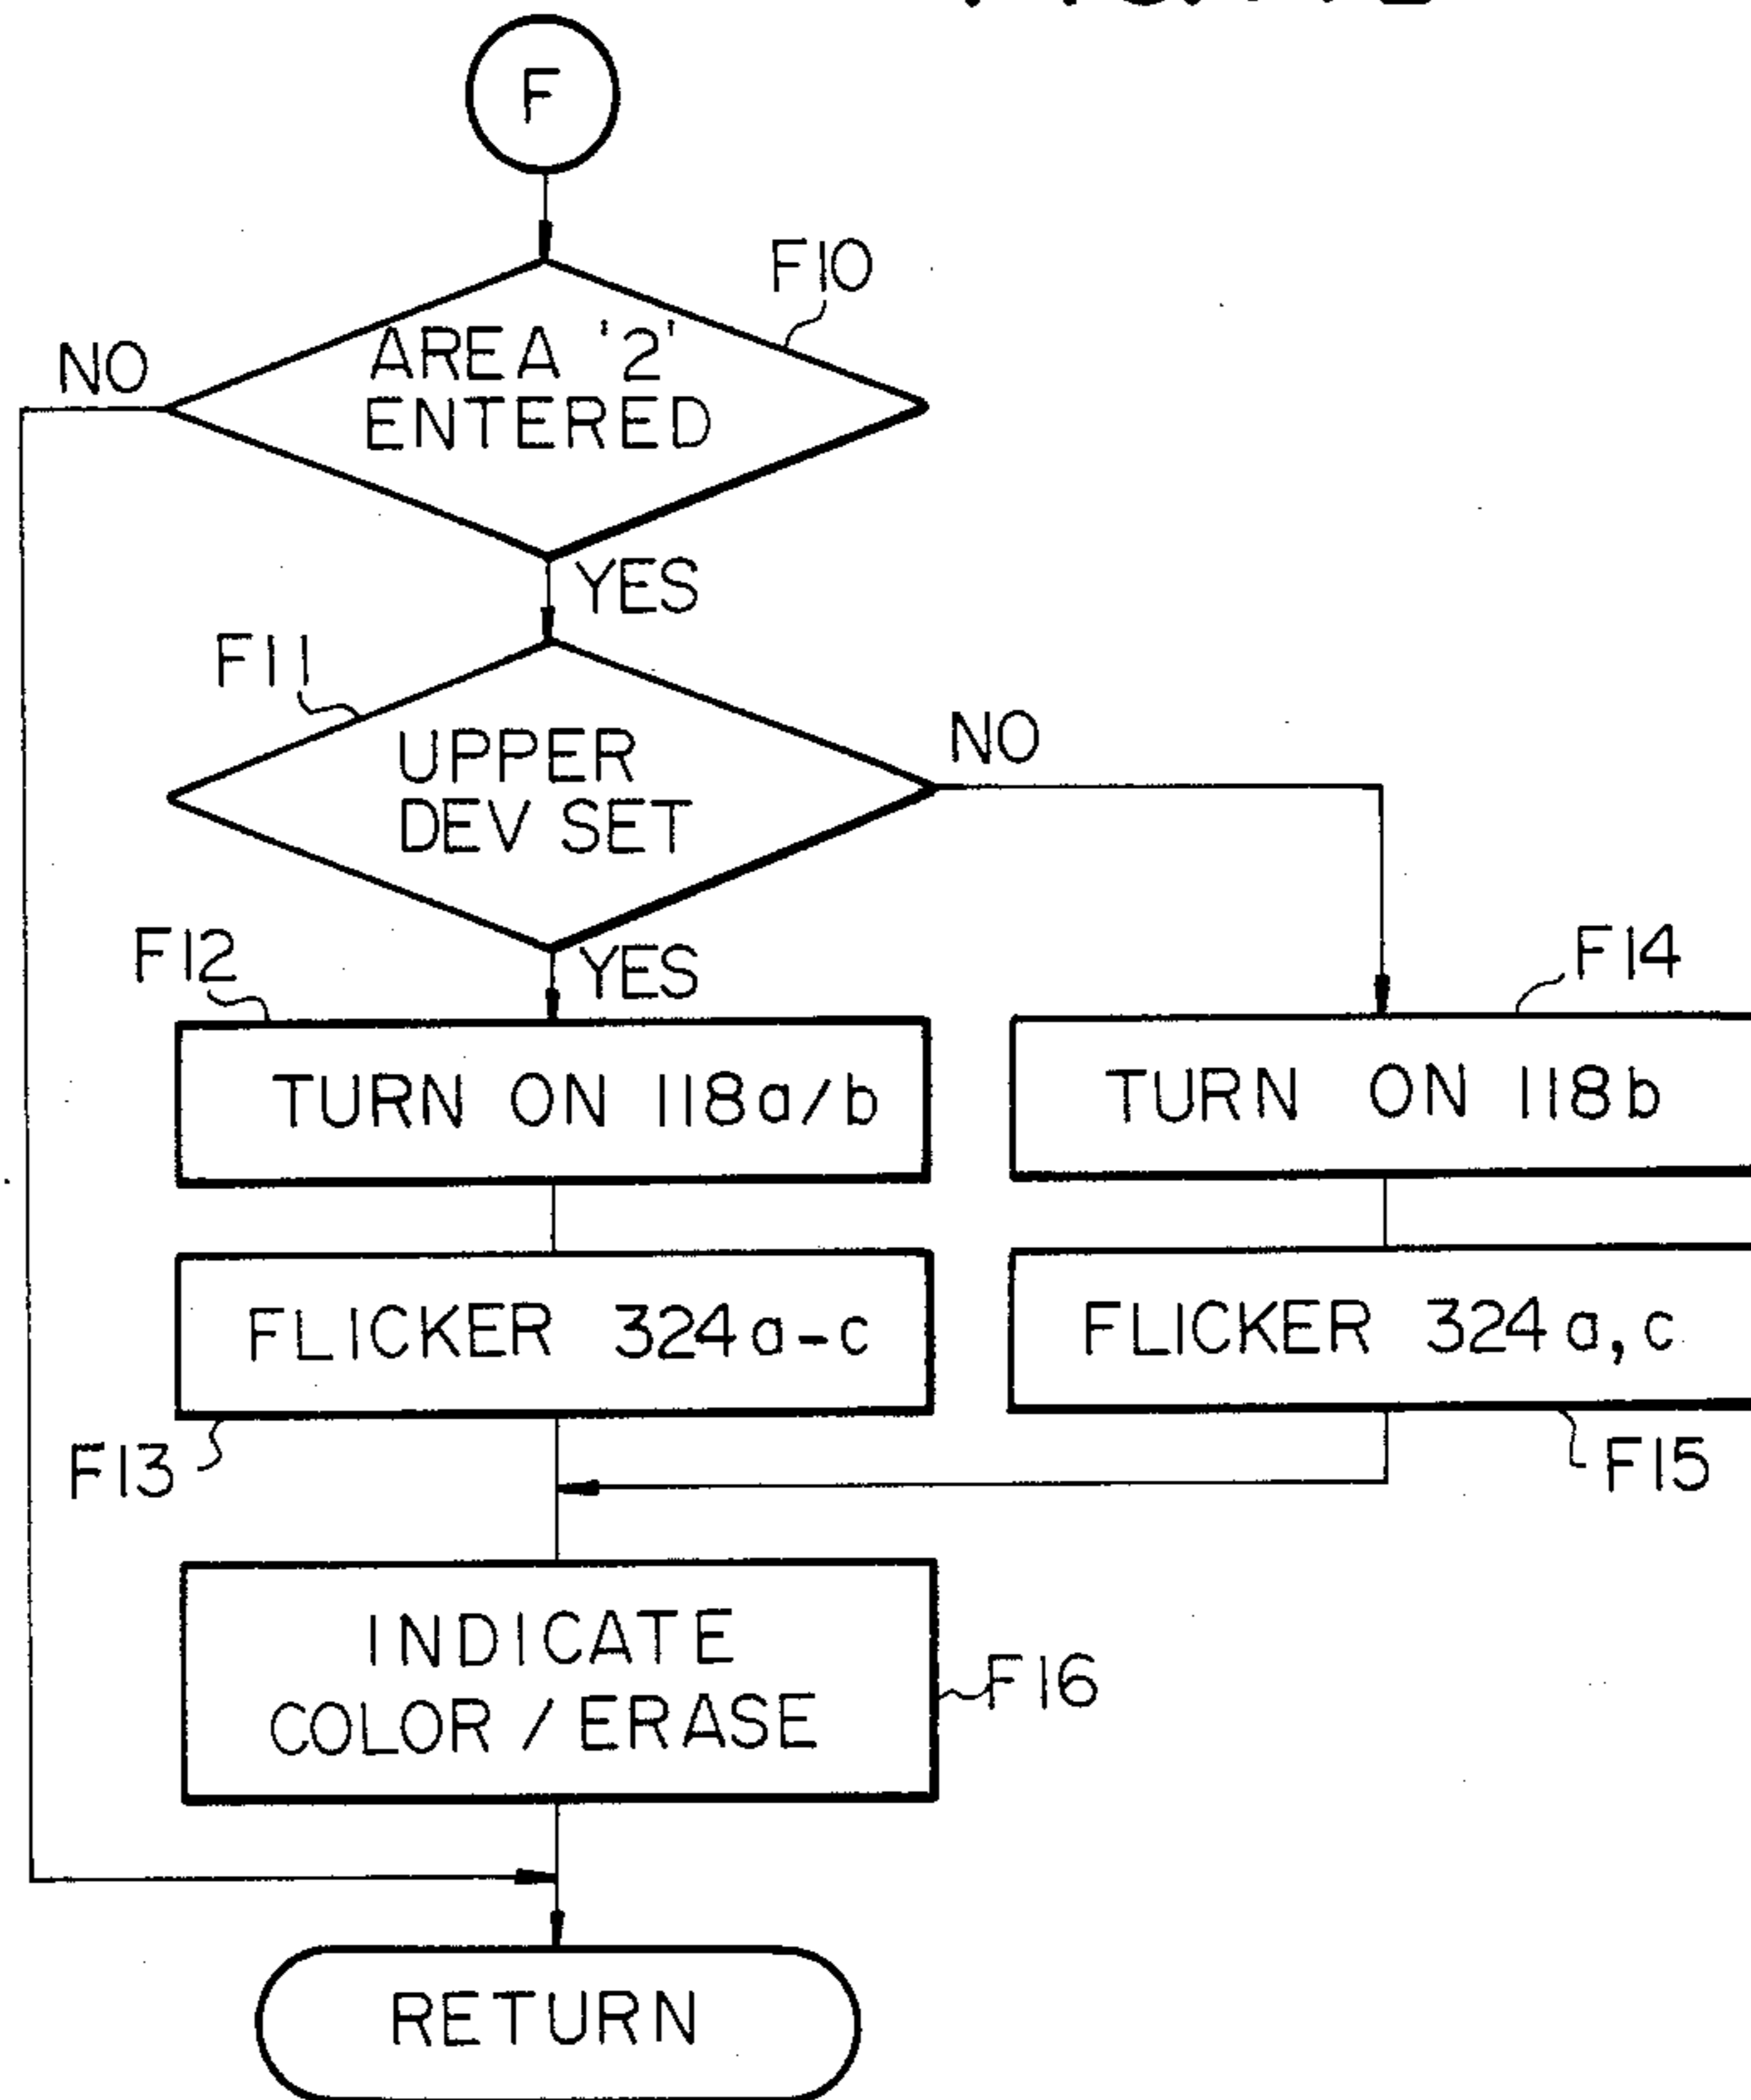 F
F10
AREA '2'
ENTERED
NO
YES
F11
UPPER
DEV SET
NO
YES
F12
TURN ON 118a/b
F14
TURN ON 118b
FLICKER 324a-c
FLICKER 324a,c
F13
F15
INDICATE
COLOR / ERASE
F16
RETURN